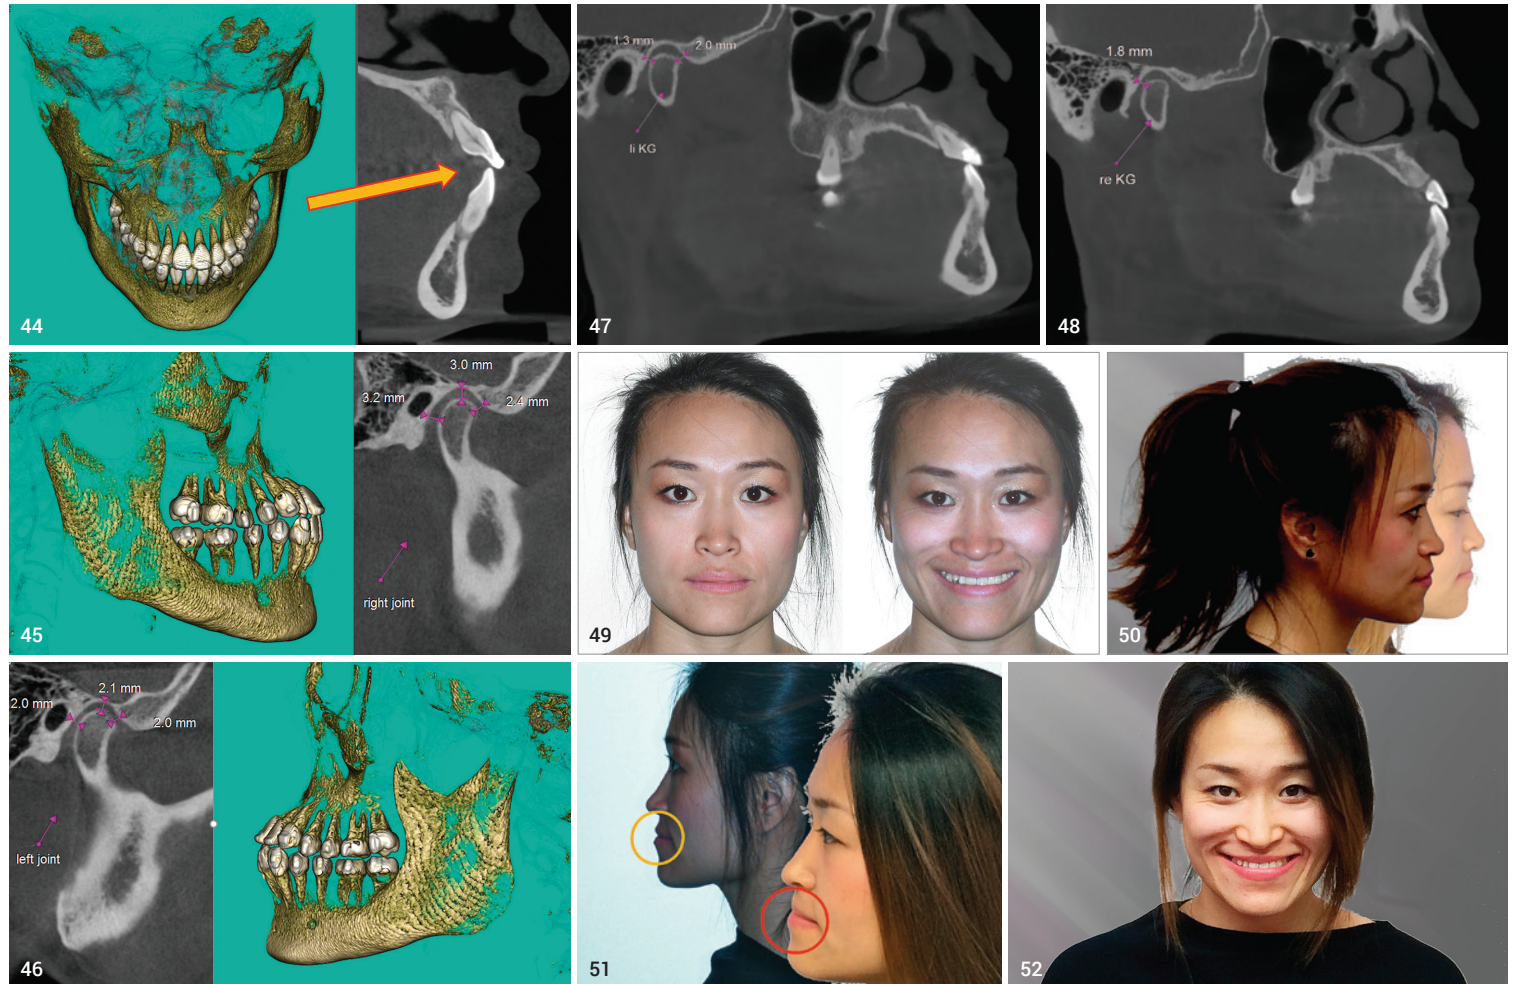 44
1.3 mm
2.0 mm
li KG
47
1.8 mm
re KG
48
3.0 mm
3.2 mm
2.4 mm
right joint
45
49
50
2.1 mm
2.0 mm
2.0 mm
left joint
46
51
52